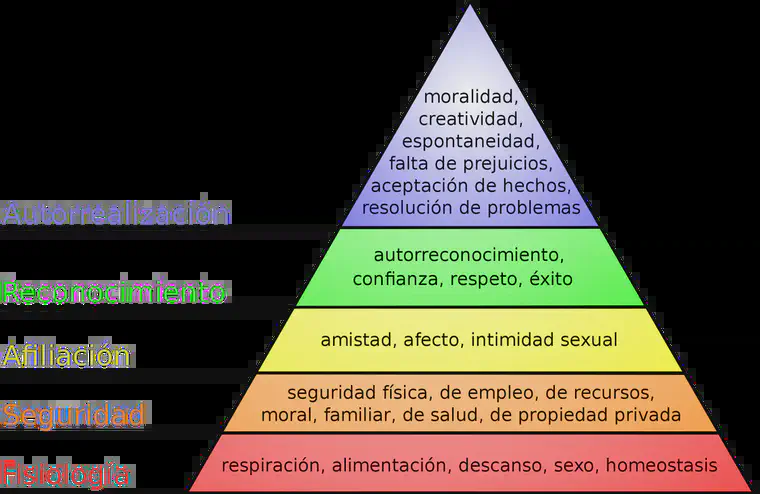 moralidad,
creatividad,
espontaneidad,
falta de prejuicios,
aceptación de hechos,
resolución de problemas
Autorrealización
autorreconocimiento,
confianza, respeto, éxito
Reconocimiento
amistad, afecto, intimidad sexual
Afiliación
seguridad física, de empleo, de recursos,
moral, familiar, de salud, de propiedad privada
Seguridad
respiración, alimentación, descanso, sexo, homeostasis
Fisiología